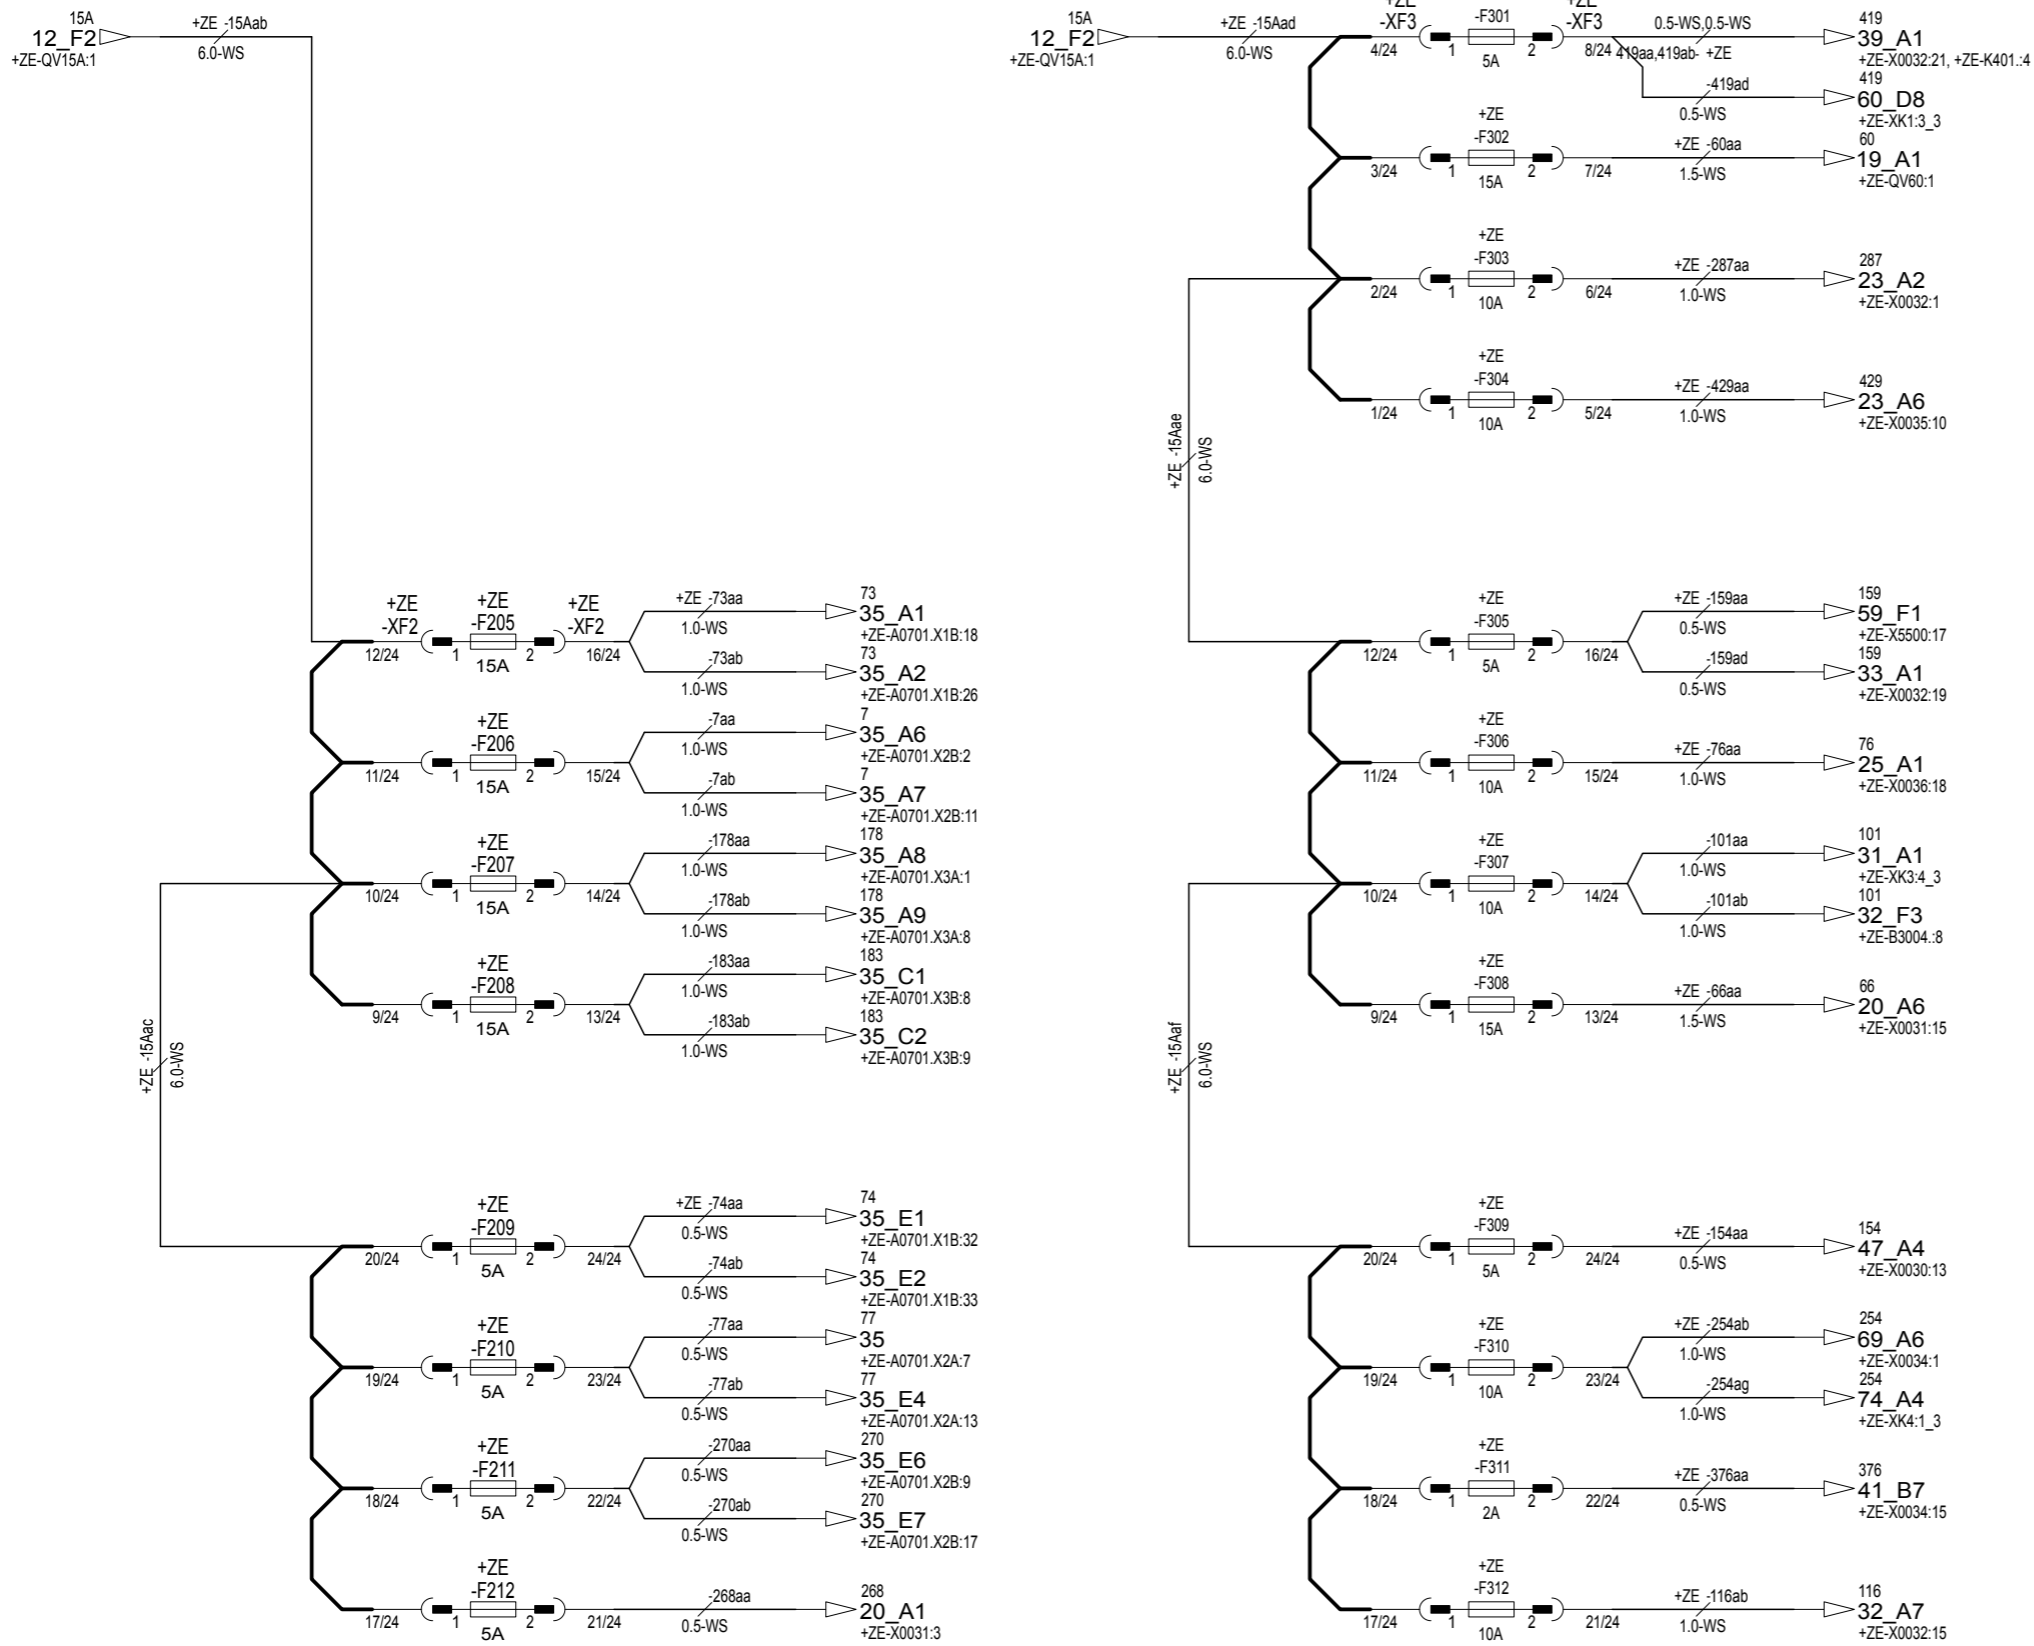 15A
12_F2
+ZE-QV15A:1
+ZE -15Aab
6.0-WS
+ZE -XF2
+ZE -F205
+ZE -XF2
12/24 1 15A 2 16/24
+ZE -73aa
1.0-WS
73
35_A1
+ZE-A0701.X1B:18
-73ab
1.0-WS
73
35_A2
+ZE-A0701.X1B:26
+ZE -F206
11/24 1 15A 2 15/24
-7aa
1.0-WS
7
35_A6
+ZE-A0701.X2B:2
-7ab
1.0-WS
7
35_A7
+ZE-A0701.X2B:11
+ZE -F207
10/24 1 15A 2 14/24
-178aa
1.0-WS
178
35_A8
+ZE-A0701.X3A:1
-178ab
1.0-WS
178
35_A9
+ZE-A0701.X3A:8
+ZE -F208
9/24 1 15A 2 13/24
-183aa
1.0-WS
183
35_C1
+ZE-A0701.X3B:8
-183ab
1.0-WS
183
35_C2
+ZE-A0701.X3B:9
+ZE -15Aac
6.0-WS
+ZE -F209
20/24 1 5A 2 24/24
+ZE -74aa
0.5-WS
74
35_E1
+ZE-A0701.X1B:32
-74ab
0.5-WS
74
35_E2
+ZE-A0701.X1B:33
+ZE -F210
19/24 1 5A 2 23/24
-77aa
0.5-WS
77
35
+ZE-A0701.X2A:7
-77ab
0.5-WS
77
35_E4
+ZE-A0701.X2A:13
+ZE -F211
18/24 1 5A 2 22/24
-270aa
0.5-WS
270
35_E6
+ZE-A0701.X2B:9
-270ab
0.5-WS
270
35_E7
+ZE-A0701.X2B:17
+ZE -F212
17/24 1 5A 2 21/24
-268aa
0.5-WS
268
20_A1
+ZE-X0031:3
15A
12_F2
+ZE-QV15A:1
+ZE -15Aad
6.0-WS
+ZE -XF3
-F301
+ZE -XF3
4/24 1 5A 2 8/24
0.5-WS,0.5-WS
419aa,419ab- +ZE
419
39_A1
+ZE-X0032:21, +ZE-K401.:4
-419ad
0.5-WS
419
60_D8
+ZE-XK1:3_3
+ZE -F302
3/24 1 15A 2 7/24
+ZE -60aa
1.5-WS
60
19_A1
+ZE-QV60:1
+ZE -F303
2/24 1 10A 2 6/24
+ZE -287aa
1.0-WS
287
23_A2
+ZE-X0032:1
+ZE -F304
1/24 1 10A 2 5/24
+ZE -429aa
1.0-WS
429
23_A6
+ZE-X0035:10
+ZE -15Aae
6.0-WS
+ZE -F305
12/24 1 5A 2 16/24
+ZE -159aa
0.5-WS
159
59_F1
+ZE-X5500:17
-159ad
0.5-WS
159
33_A1
+ZE-X0032:19
+ZE -F306
11/24 1 10A 2 15/24
+ZE -76aa
1.0-WS
76
25_A1
+ZE-X0036:18
+ZE -F307
10/24 1 10A 2 14/24
-101aa
1.0-WS
101
31_A1
+ZE-XK3:4_3
-101ab
1.0-WS
101
32_F3
+ZE-B3004.:8
+ZE -F308
9/24 1 15A 2 13/24
+ZE -66aa
1.5-WS
66
20_A6
+ZE-X0031:15
+ZE -15Aaf
6.0-WS
+ZE -F309
20/24 1 5A 2 24/24
+ZE -154aa
0.5-WS
154
47_A4
+ZE-X0030:13
+ZE -F310
19/24 1 10A 2 23/24
+ZE -254ab
1.0-WS
254
69_A6
+ZE-X0034:1
-254ag
1.0-WS
254
74_A4
+ZE-XK4:1_3
+ZE -F311
18/24 1 2A 2 22/24
+ZE -376aa
0.5-WS
376
41_B7
+ZE-X0034:15
+ZE -F312
17/24 1 10A 2 21/24
+ZE -116ab
1.0-WS
116
32_A7
+ZE-X0032:15